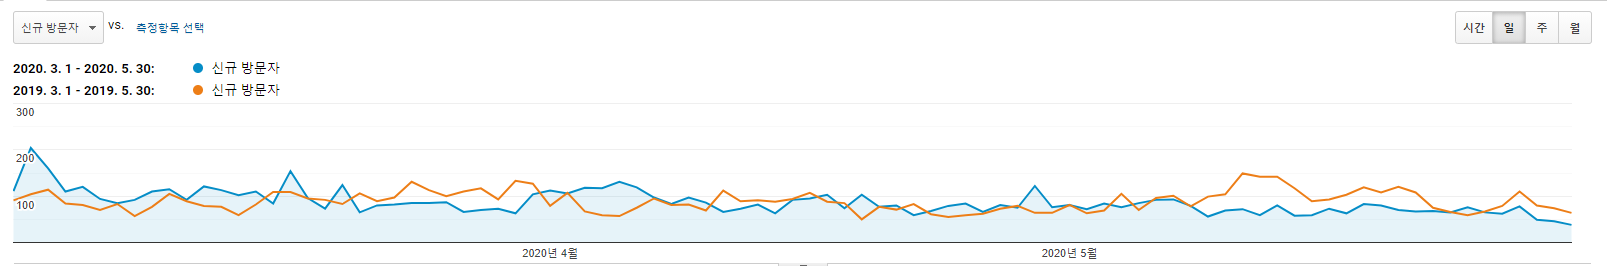 신규 방문자 vs. 측정항목 선택 시간 일 주 월
2020. 3. 1 - 2020. 5. 30: 신규 방문자
2019. 3. 1 - 2019. 5. 30: 신규 방문자
300
200
100
2020년 4월 2020년 5월